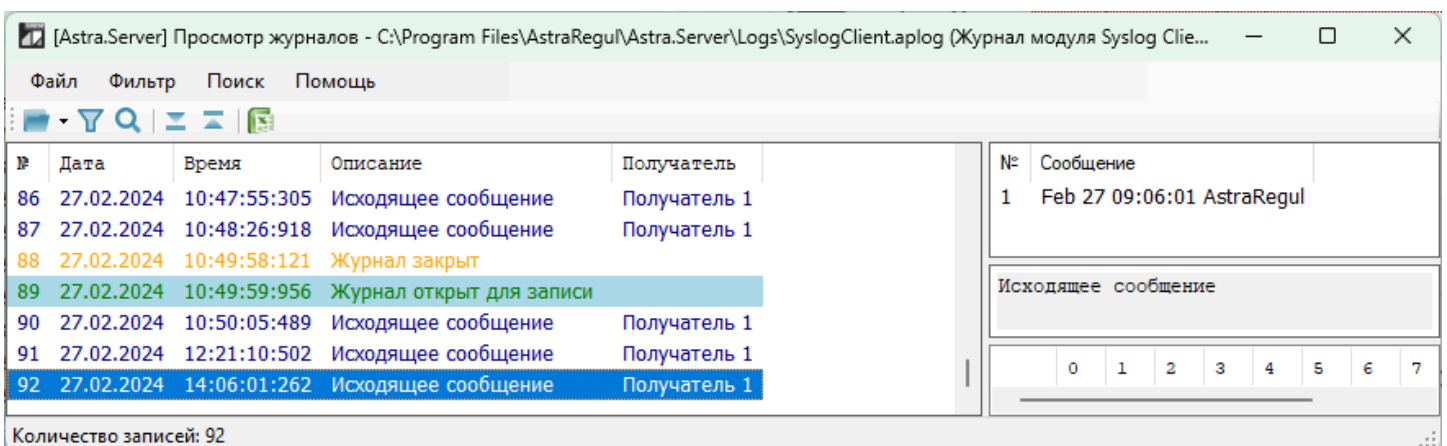 [Astra.Server] Просмотр журналов - C:\Program Files\AstraRegul\Astra.Server\Logs\SyslogClient.aplog (Журнал модуля Syslog Clie...
Файл Фильтр Поиск Помощь
№ Дата Время Описание Получатель
86 27.02.2024 10:47:55:305 Исходящее сообщение Получатель 1
87 27.02.2024 10:48:26:918 Исходящее сообщение Получатель 1
88 27.02.2024 10:49:58:121 Журнал закрыт
89 27.02.2024 10:49:59:956 Журнал открыт для записи
90 27.02.2024 10:50:05:489 Исходящее сообщение Получатель 1
91 27.02.2024 12:21:10:502 Исходящее сообщение Получатель 1
92 27.02.2024 14:06:01:262 Исходящее сообщение Получатель 1
№ Сообщение
1 Feb 27 09:06:01 AstraRegul
Исходящее сообщение
0 1 2 3 4 5 6 7
Количество записей: 92